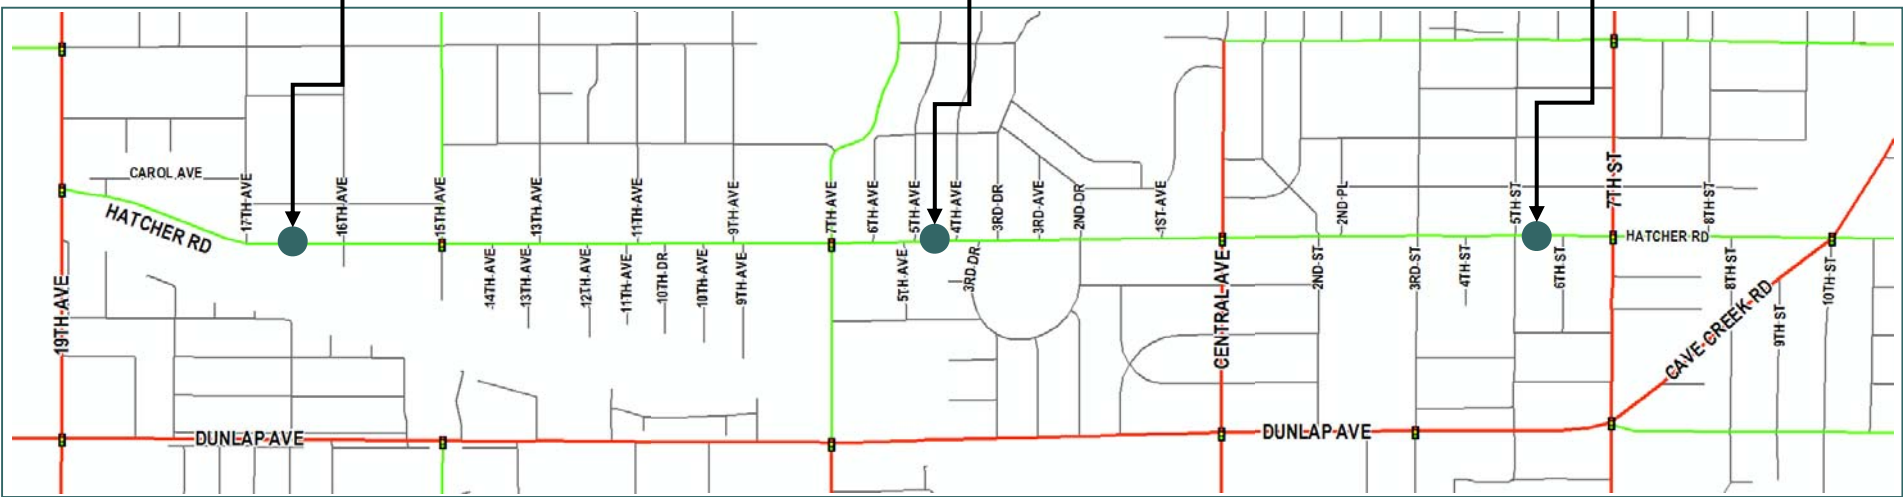 CAROL AVE
HATCHER RD
17TH AVE
16TH AVE
15TH AVE
13TH AVE
11TH AVE
9TH AVE
7TH AVE
6TH AVE
5TH AVE
4TH AVE
3RD DR
3RD AVE
2ND DR
1ST AVE
2ND PL
5TH ST
7TH ST
8TH ST
HATCHER RD
19TH AVE
14TH AVE
13TH AVE
12TH AVE
11TH AVE
10TH DR
10TH AVE
9TH AVE
5TH AVE
3RD DR
CENTRAL AVE
2ND ST
3RD ST
4TH ST
6TH ST
8TH ST
CAVE CREEK RD
9TH ST
10TH ST
DUNLAP AVE
DUNLAP AVE